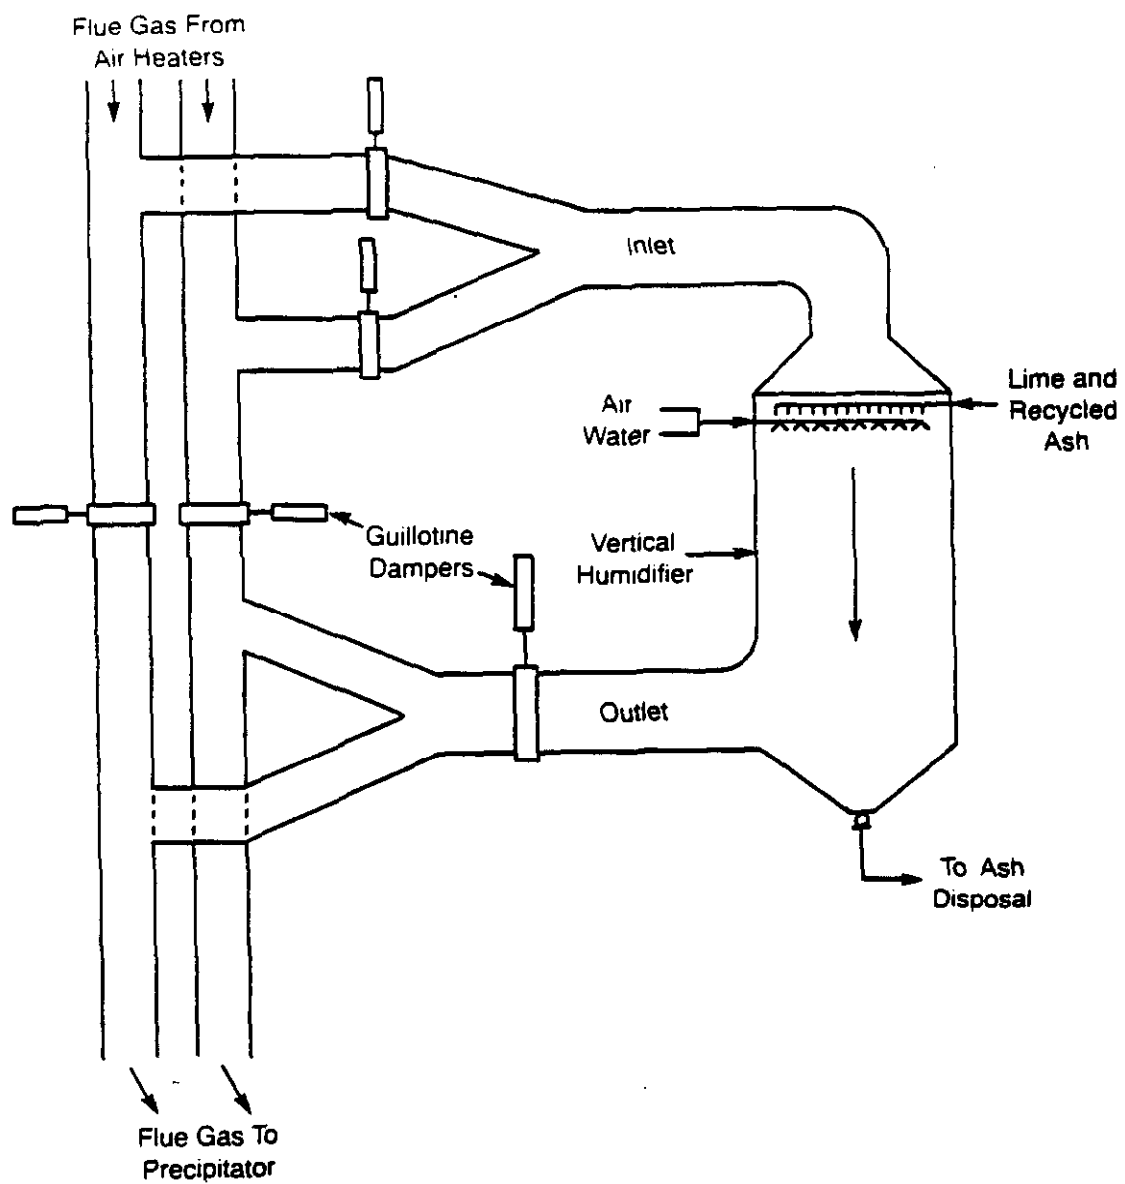 Flue Gas From
Air Heaters
Inlet
Lime and
Recycled
Ash
Air
Water
Guillotine
Dampers
Vertical
Humidifier
Outlet
To Ash
Disposal
Flue Gas To
Precipitator